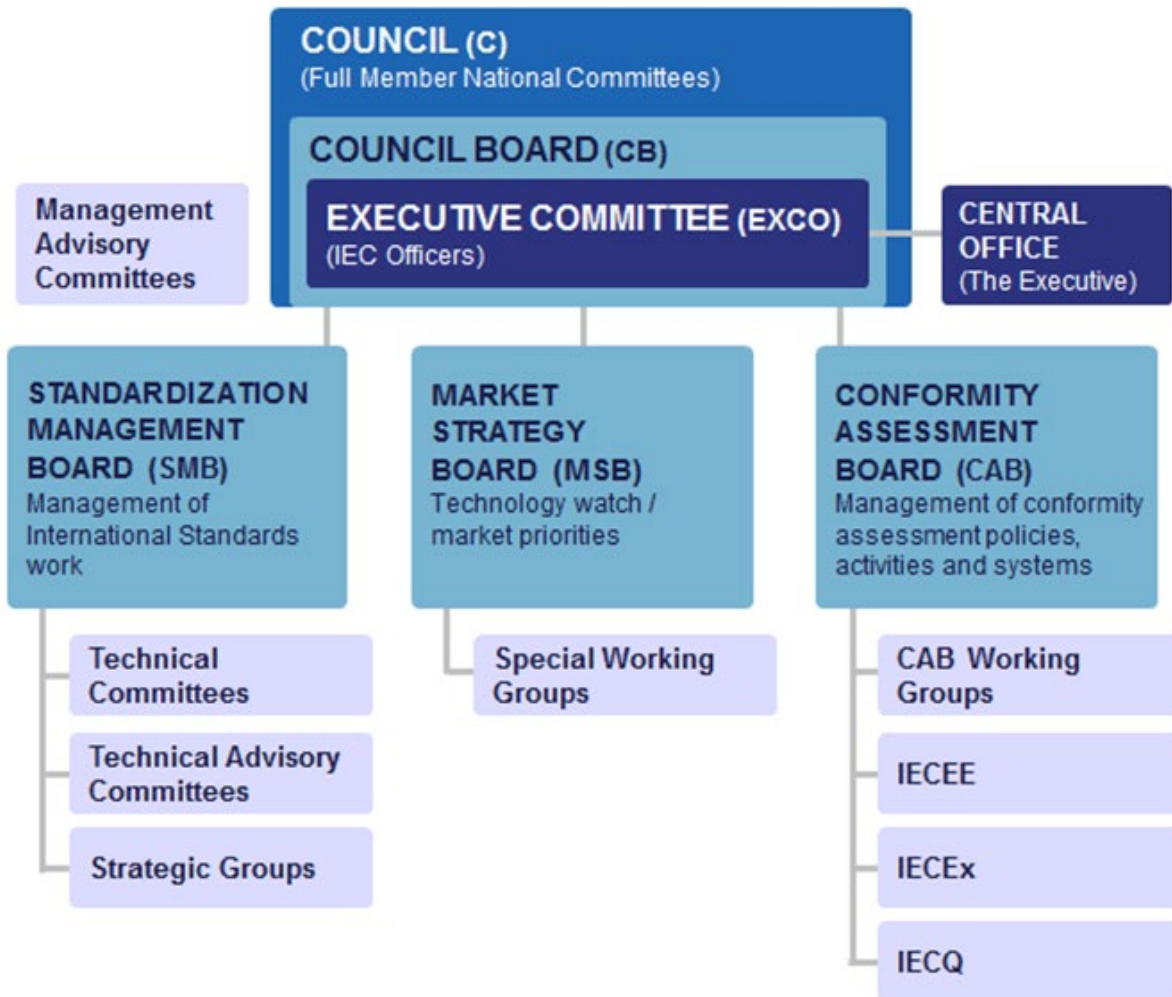 COUNCIL (C)
(Full Member National Committees)
COUNCIL BOARD (CB)
EXECUTIVE COMMITTEE (EXCO)
(IEC Officers)
Management
Advisory
Committees
CENTRAL
OFFICE
(The Executive)
STANDARDIZATION
MANAGEMENT
BOARD (SMB)
Management of
International Standards
work
MARKET
STRATEGY
BOARD (MSB)
Technology watch /
market priorities
CONFORMITY
ASSESSMENT
BOARD (CAB)
Management of conformity
assessment policies,
activities and systems
Technical
Committees
Technical Advisory
Committees
Strategic Groups
Special Working
Groups
CAB Working
Groups
IECEE
IECEx
IECQ